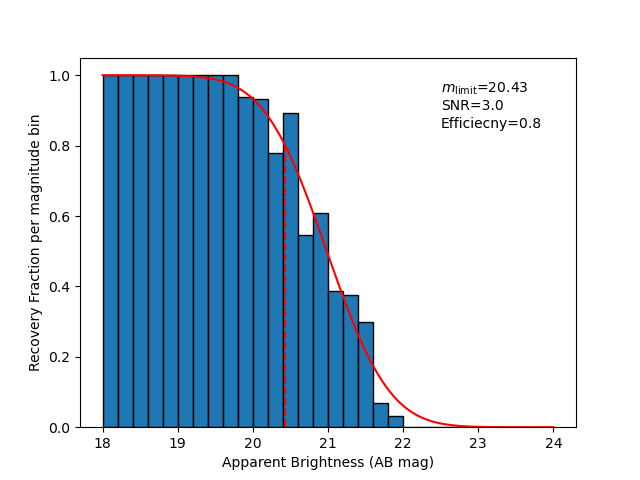 m_limit=20.43
SNR=3.0
Efficiecny=0.8
Recovery Fraction per magnitude bin
1.0
0.8
0.6
0.4
0.2
0.0
18 19 20 21 22 23 24
Apparent Brightness (AB mag)